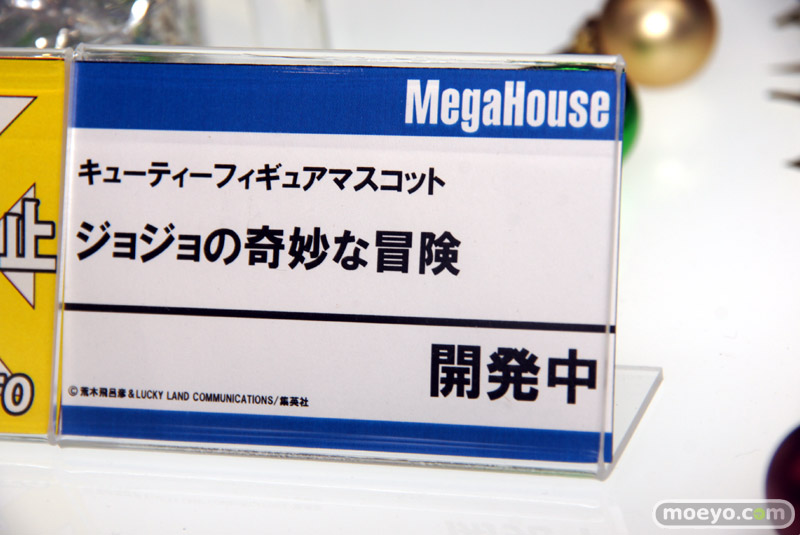 MegaHouse
キューティーフィギュアマスコット
ジョジョの奇妙な冒険
開発中
©荒木飛呂彦&LUCKY LAND COMMUNICATIONS/集英社
止
TO
moeyo.com